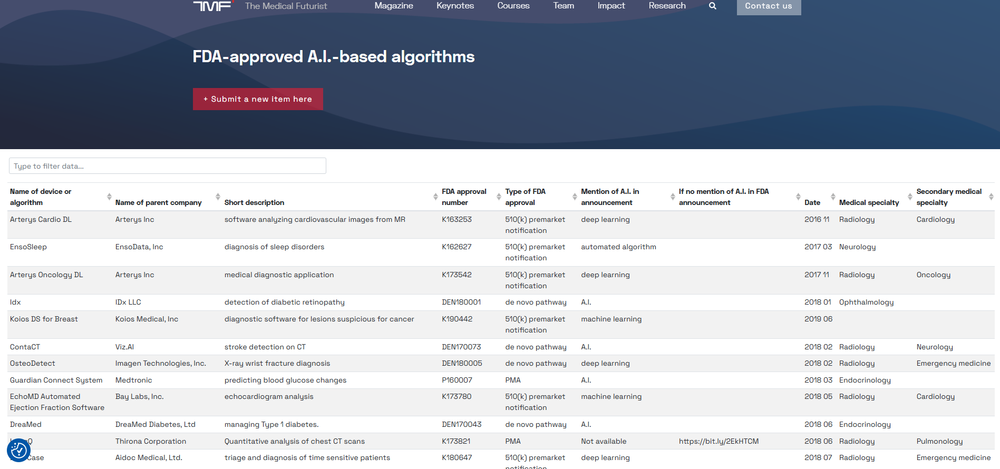 TMF The Medical Futurist Magazine Keynotes Courses Team Impact Research Contact us
FDA-approved A.I.-based algorithms
+ Submit a new item here
Type to filter data...
Name of device or algorithm Name of parent company Short description FDA approval number Type of FDA approval Mention of A.I. in announcement If no mention of A.I. in FDA announcement Date Medical specialty Secondary medical specialty
Arterys Cardio DL Arterys Inc software analyzing cardiovascular images from MR K163253 510(k) premarket notification deep learning 2016 11 Radiology Cardiology
EnsoSleep EnsoData, Inc diagnosis of sleep disorders K162627 510(k) premarket notification automated algorithm 2017 03 Neurology
Arterys Oncology DL Arterys Inc medical diagnostic application K173542 510(k) premarket notification deep learning 2017 11 Radiology Oncology
Idx IDx LLC detection of diabetic retinopathy DEN180001 de novo pathway A.I. 2018 01 Ophthalmology
Koios DS for Breast Koios Medical, Inc diagnostic software for lesions suspicious for cancer K190442 510(k) premarket notification machine learning 2019 06
ContaCT Viz.AI stroke detection on CT DEN170073 de novo pathway A.I. 2018 02 Radiology Neurology
OsteoDetect Imagen Technologies, Inc. X-ray wrist fracture diagnosis DEN180005 de novo pathway deep learning 2018 02 Radiology Emergency medicine
Guardian Connect System Medtronic predicting blood glucose changes P160007 PMA A.I. 2018 03 Endocrinology
EchoMD Automated Ejection Fraction Software Bay Labs, Inc. echocardiogram analysis K173780 510(k) premarket notification machine learning 2018 05 Radiology Cardiology
DreaMed DreaMed Diabetes, Ltd managing Type 1 diabetes. DEN170043 de novo pathway A.I. 2018 06 Endocrinology
Thirona Corporation Quantitative analysis of chest CT scans K173821 PMA Not available https://bit.ly/2EkHTCM 2018 06 Radiology Pulmonology
Case Aidoc Medical, Ltd. triage and diagnosis of time sensitive patients K180647 510(k) premarket notification deep learning 2018 07 Radiology Emergency medicine